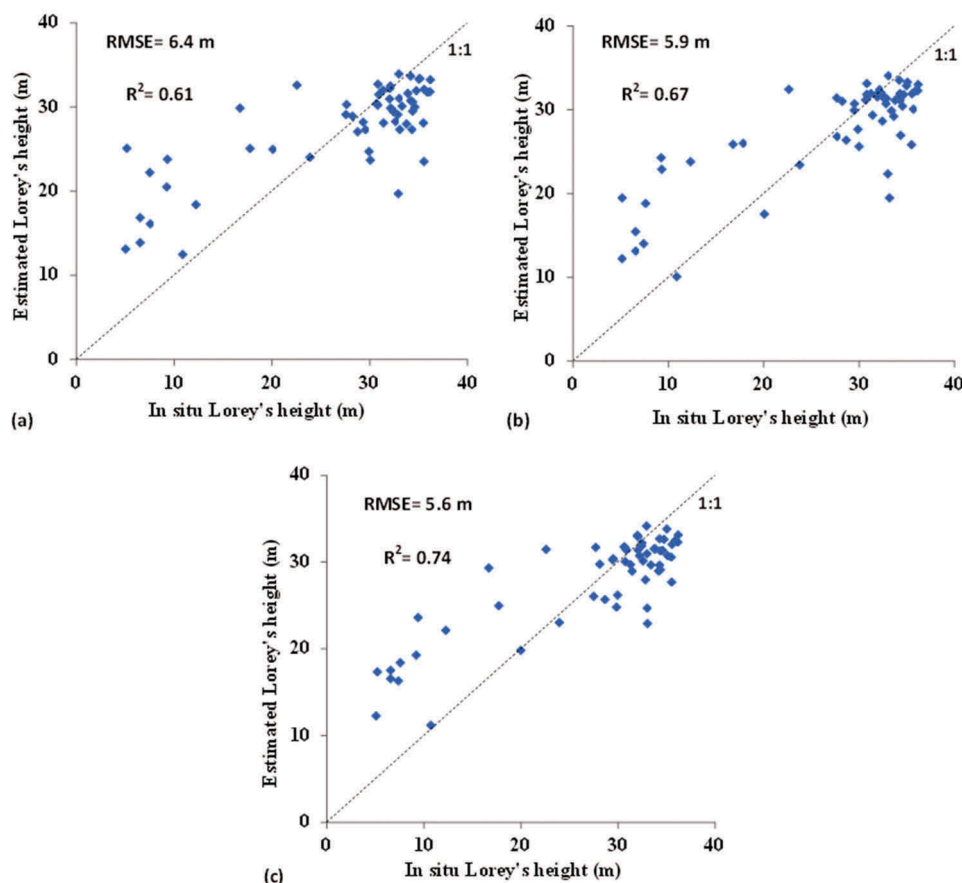 RMSE= 6.4 m
R²= 0.61
1:1
Estimated Lorey's height (m)
40
30
20
10
0
0 10 20 30 40
In situ Lorey's height (m)
(a)
RMSE= 5.9 m
R²= 0.67
1:1
Estimated Lorey's height (m)
40
30
20
10
0
0 10 20 30 40
In situ Lorey's height (m)
(b)
RMSE= 5.6 m
R²= 0.74
1:1
Estimated Lorey's height (m)
40
30
20
10
0
0 10 20 30 40
In situ Lorey's height (m)
(c)